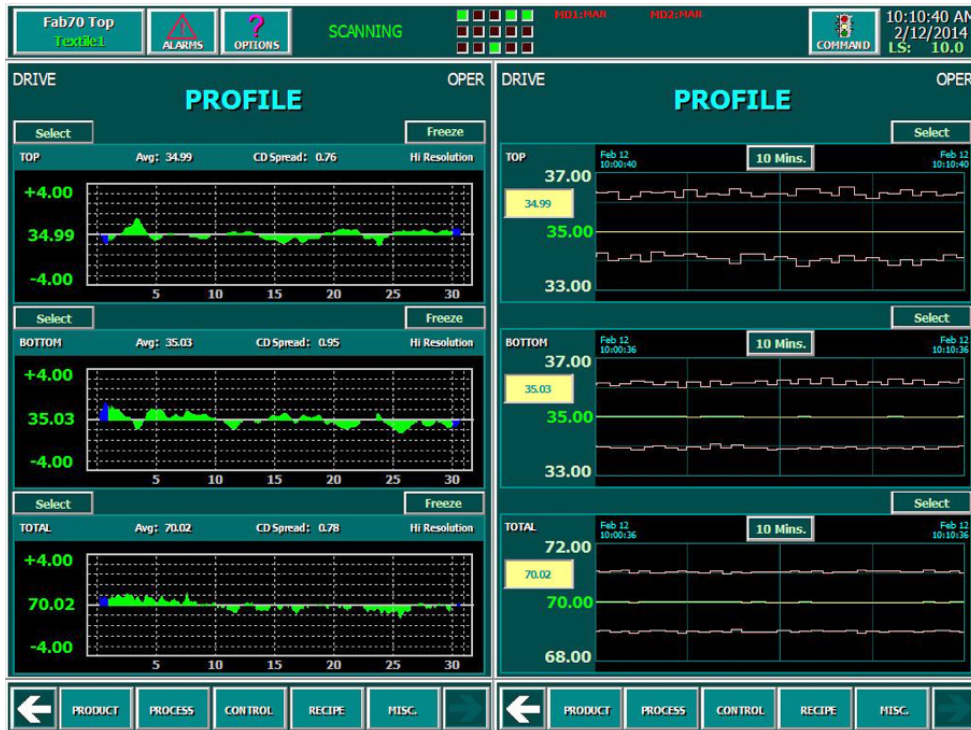 Fab70 Top
Textile1
ALARMS
?
OPTIONS
SCANNING
MD1:MAN
MD2:MAN
COMMAND
10:10:40 AM
2/12/2014
LS: 10.0
DRIVE
OPER
PROFILE
Select
Freeze
TOP
Avg: 34.99
CD Spread: 0.76
Hi Resolution
+4.00
34.99
-4.00
5 10 15 20 25 30
Select
Freeze
BOTTOM
Avg: 35.03
CD Spread: 0.95
Hi Resolution
+4.00
35.03
-4.00
5 10 15 20 25 30
Select
Freeze
TOTAL
Avg: 70.02
CD Spread: 0.78
Hi Resolution
+4.00
70.02
-4.00
5 10 15 20 25 30
PRODUCT
PROCESS
CONTROL
RECIPE
MISC.
DRIVE
OPER
PROFILE
Select
TOP
Feb 12
10:00:40
10 Mins.
Feb 12
10:10:40
37.00
34.99
35.00
33.00
Select
BOTTOM
Feb 12
10:00:36
10 Mins.
Feb 12
10:10:36
37.00
35.03
35.00
33.00
Select
TOTAL
Feb 12
10:00:36
10 Mins.
Feb 12
10:10:36
72.00
70.02
70.00
68.00
PRODUCT
PROCESS
CONTROL
RECIPE
MISC.